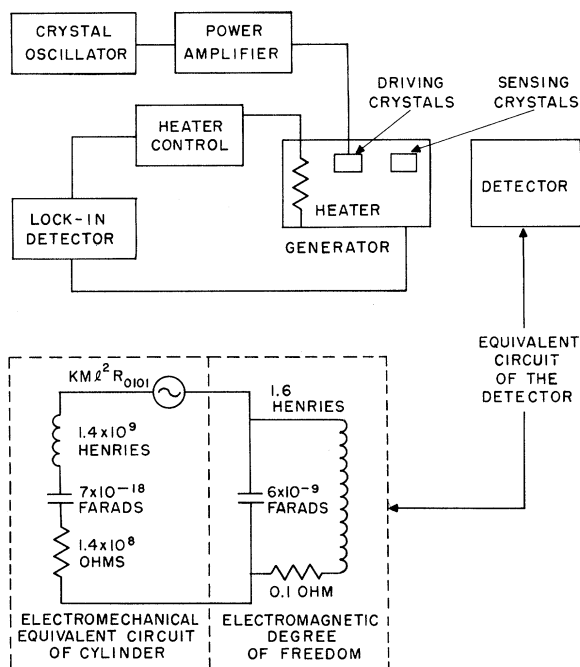 CRYSTAL
OSCILLATOR
POWER
AMPLIFIER
DRIVING
CRYSTALS
SENSING
CRYSTALS
HEATER
CONTROL
LOCK-IN
DETECTOR
HEATER
GENERATOR
DETECTOR
EQUIVALENT
CIRCUIT
OF THE
DETECTOR
KMℓ²R₀₁₀₁
1.4x10⁹
HENRIES
7x10⁻¹⁸
FARADS
1.4x10⁸
OHMS
1.6
HENRIES
6x10⁻⁹
FARADS
0.1 OHM
ELECTROMECHANICAL
EQUIVALENT CIRCUIT
OF CYLINDER
ELECTROMAGNETIC
DEGREE
OF FREEDOM